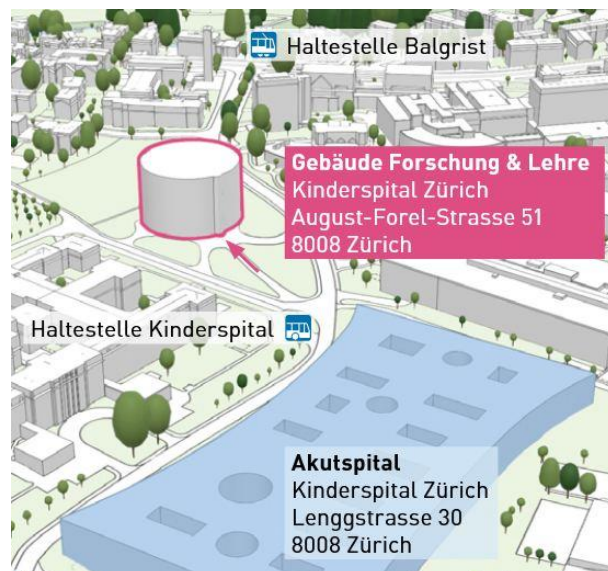 Haltestelle Balgrist
Gebäude Forschung & Lehre
Kinderspital Zürich
August-Forel-Strasse 51
8008 Zürich
Haltestelle Kinderspital
Akutspital
Kinderspital Zürich
Lenggstrasse 30
8008 Zürich